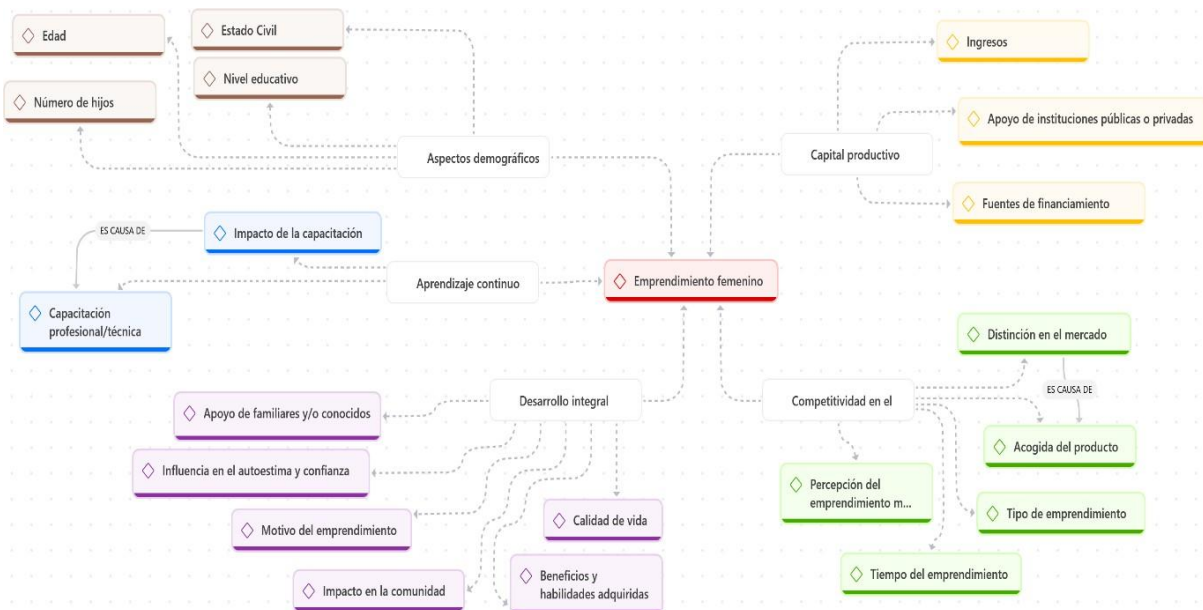 Edad
Estado Civil
Nivel educativo
Número de hijos
Aspectos demográficos
Ingresos
Apoyo de instituciones públicas o privadas
Capital productivo
Fuentes de financiamiento
ES CAUSA DE
Impacto de la capacitación
Aprendizaje continuo
Emprendimiento femenino
Capacitación
profesional/técnica
Distinción en el mercado
ES CAUSA DE
Desarrollo integral
Competitividad en el
Apoyo de familiares y/o conocidos
Acogida del producto
Influencia en el autoestima y confianza
Percepción del
emprendimiento m...
Motivo del emprendimiento
Calidad de vida
Tipo de emprendimiento
Impacto en la comunidad
Beneficios y
habilidades adquiridas
Tiempo del emprendimiento